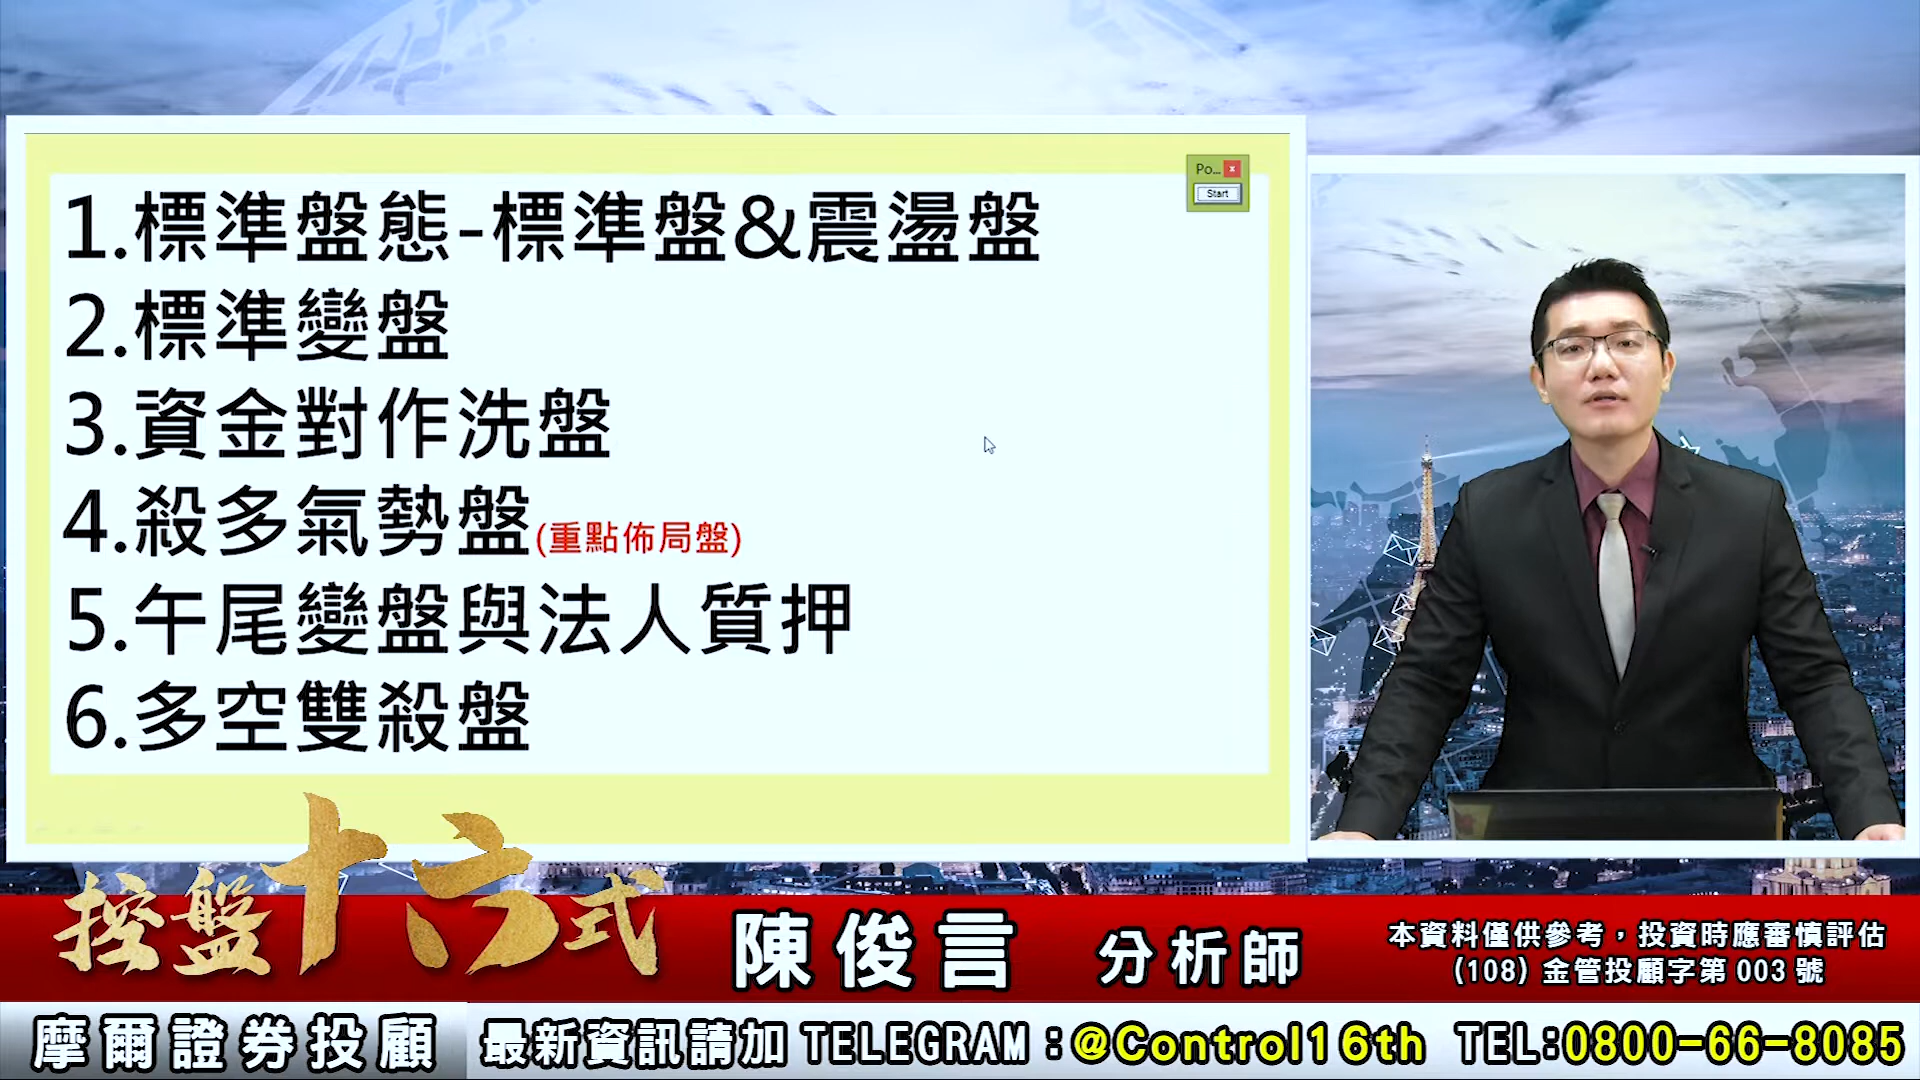 1.標準盤態-標準盤&震盪盤
2.標準變盤
3.資金對作洗盤
4.殺多氣勢盤(重點佈局盤)
5.午尾變盤與法人質押
6.多空雙殺盤
Po... x
Start
控盤十六式
陳俊言 分析師
本資料僅供參考，投資時應審慎評估
(108) 金管投顧字第 003 號
摩爾證券投顧
最新資訊請加 TELEGRAM：@Control16th TEL:0800-66-8085